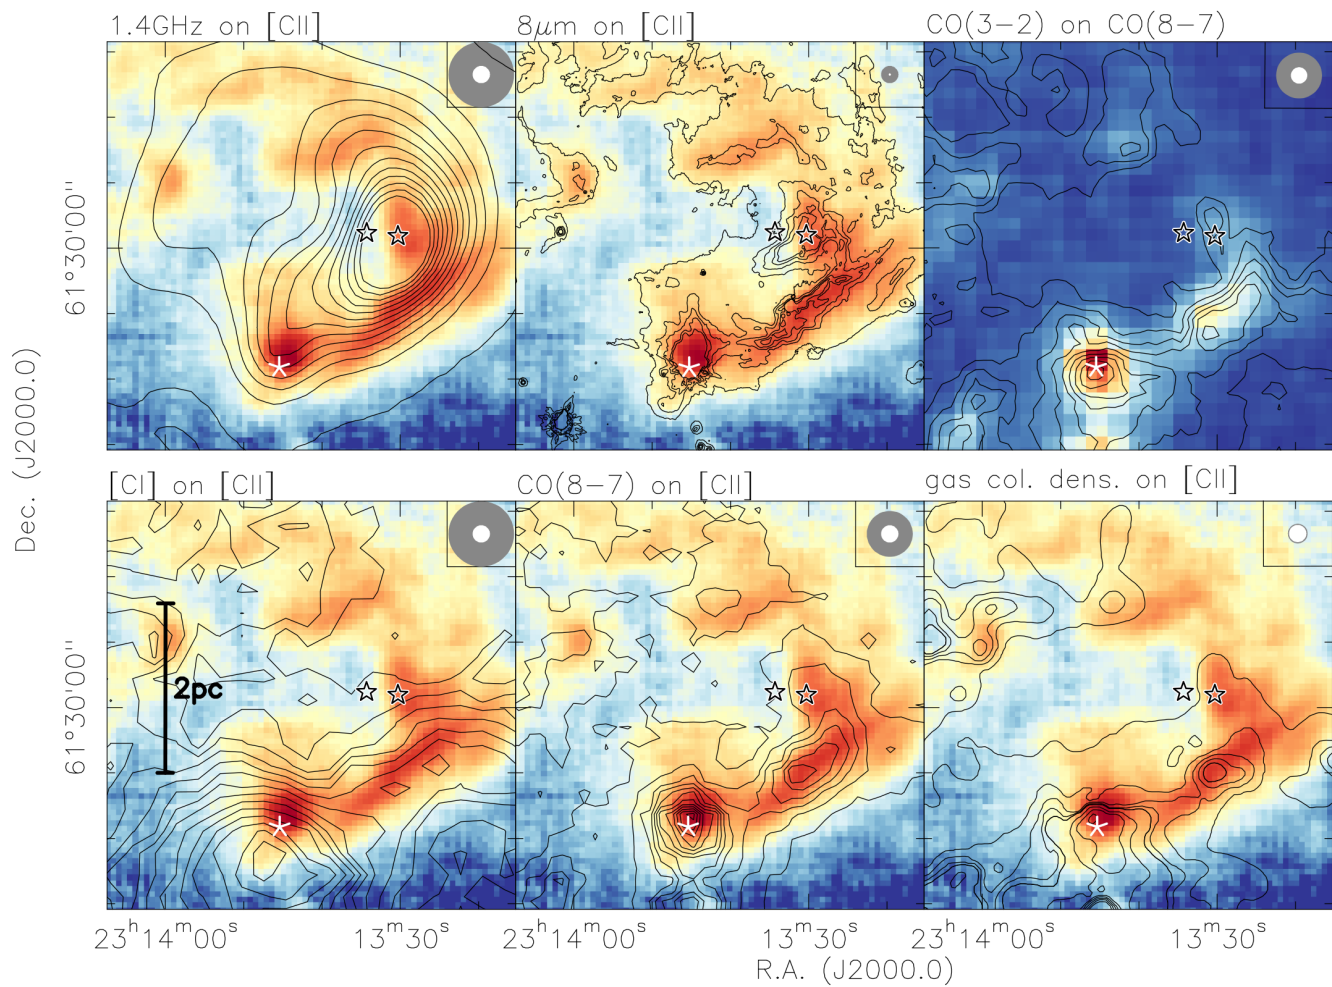 1.4GHz on [CII]
8μm on [CII]
CO(3−2) on CO(8−7)
61°30'00"
Dec. (J2000.0)
[CI] on [CII]
CO(8−7) on [CII]
gas col. dens. on [CII]
2pc
61°30'00"
23ʰ14ᵐ00ˢ
13ᵐ30ˢ
23ʰ14ᵐ00ˢ
13ᵐ30ˢ
23ʰ14ᵐ00ˢ
13ᵐ30ˢ
R.A. (J2000.0)